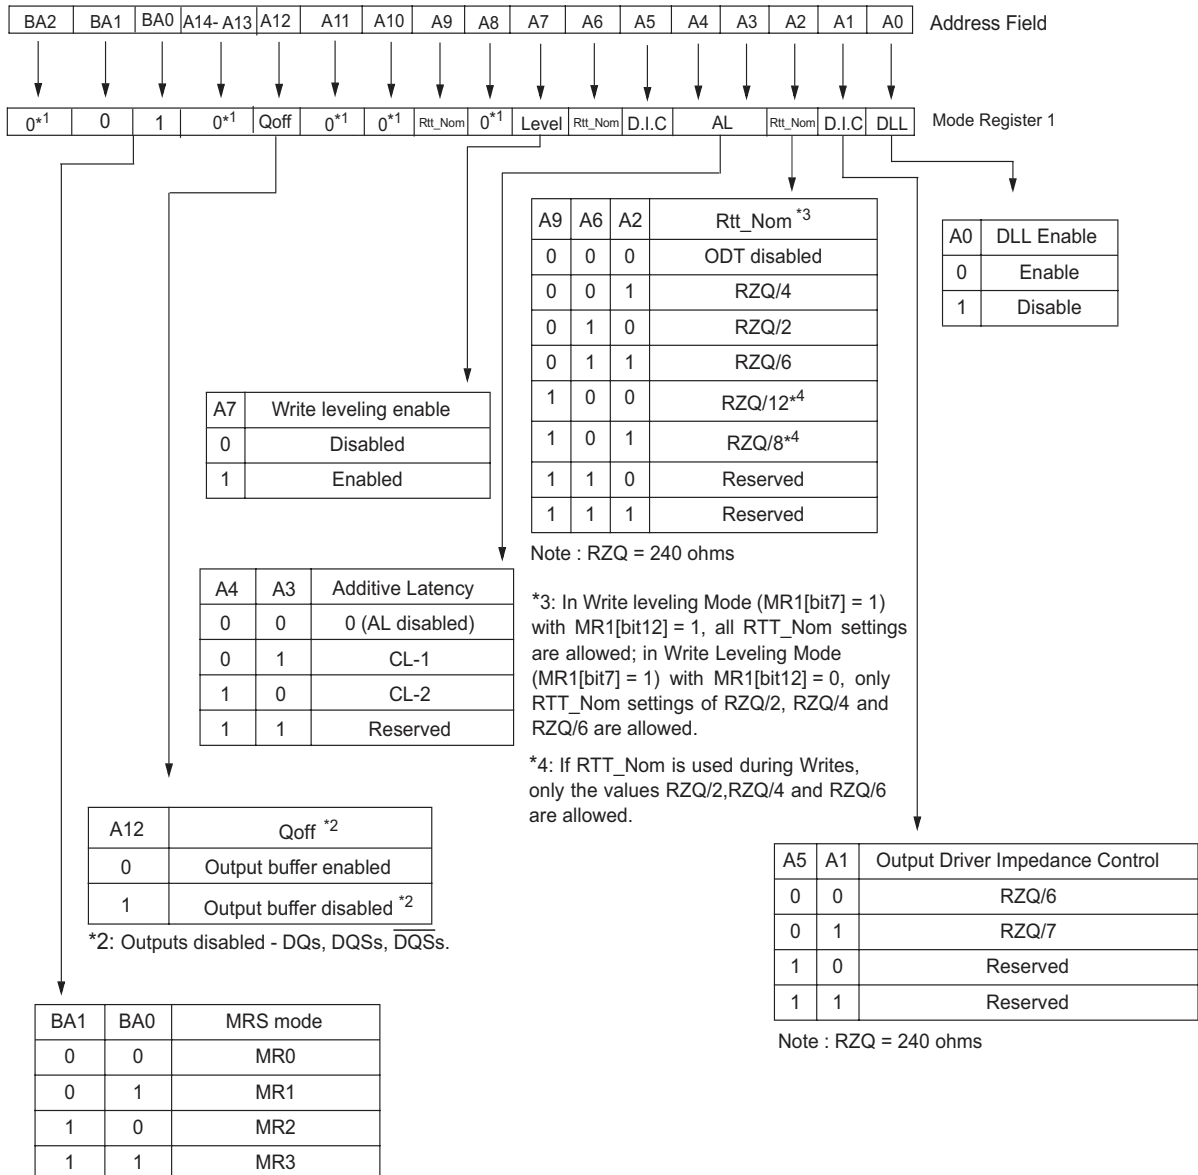 BA2 BA1 BA0 A14- A13 A12 A11 A10 A9 A8 A7 A6 A5 A4 A3 A2 A1 A0 Address Field
0*1 0 1 0*1 Qoff 0*1 0*1 Rtt_Nom 0*1 Level Rtt_Nom D.I.C AL Rtt_Nom D.I.C DLL Mode Register 1
A9 A6 A2 Rtt_Nom *3
0 0 0 ODT disabled
0 0 1 RZQ/4
0 1 0 RZQ/2
0 1 1 RZQ/6
1 0 0 RZQ/12*4
1 0 1 RZQ/8*4
1 1 0 Reserved
1 1 1 Reserved
Note : RZQ = 240 ohms
*3: In Write leveling Mode (MR1[bit7] = 1)
with MR1[bit12] = 1, all RTT_Nom settings
are allowed; in Write Leveling Mode
(MR1[bit7] = 1) with MR1[bit12] = 0, only
RTT_Nom settings of RZQ/2, RZQ/4 and
RZQ/6 are allowed.
*4: If RTT_Nom is used during Writes,
only the values RZQ/2,RZQ/4 and RZQ/6
are allowed.
A0 DLL Enable
0 Enable
1 Disable
A7 Write leveling enable
0 Disabled
1 Enabled
A4 A3 Additive Latency
0 0 0 (AL disabled)
0 1 CL-1
1 0 CL-2
1 1 Reserved
A12 Qoff *2
0 Output buffer enabled
1 Output buffer disabled *2
*2: Outputs disabled - DQs, DQSs, D̅Q̅S̅s.
A5 A1 Output Driver Impedance Control
0 0 RZQ/6
0 1 RZQ/7
1 0 Reserved
1 1 Reserved
Note : RZQ = 240 ohms
BA1 BA0 MRS mode
0 0 MR0
0 1 MR1
1 0 MR2
1 1 MR3